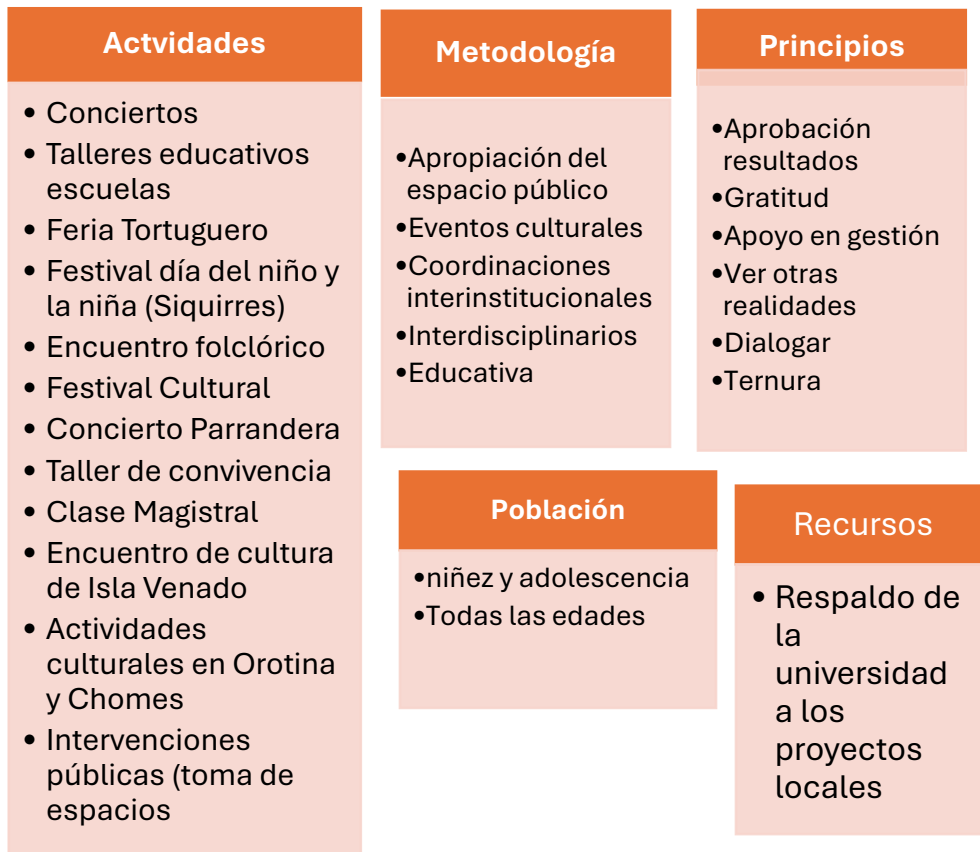 Actvidades
• Conciertos
• Talleres educativos
escuelas
• Feria Tortuguero
• Festival día del niño y
la niña (Siquirres)
• Encuentro folclórico
• Festival Cultural
• Concierto Parrandera
• Taller de convivencia
• Clase Magistral
• Encuentro de cultura
de Isla Venado
• Actividades
culturales en Orotina
y Chomes
• Intervenciones
públicas (toma de
espacios
Metodología
•Apropiación del
espacio público
•Eventos culturales
•Coordinaciones
interinstitucionales
•Interdisciplinarios
•Educativa
Principios
•Aprobación
resultados
•Gratitud
•Apoyo en gestión
•Ver otras
realidades
•Dialogar
•Ternura
Población
•niñez y adolescencia
•Todas las edades
Recursos
• Respaldo de
la
universidad
a los
proyectos
locales